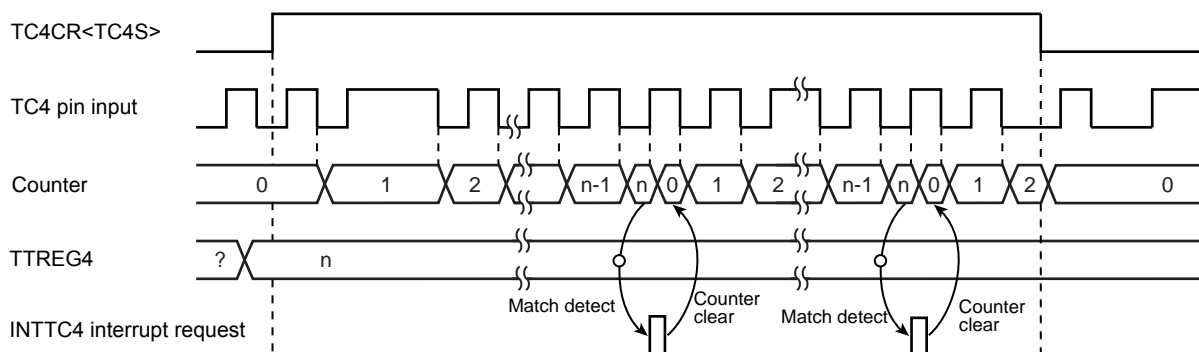 TC4CR<TC4S>
TC4 pin input
Counter 0 1 2 n-1 n 0 1 2 n-1 n 0 1 2 0
TTREG4 ? n
Match detect Counter clear Match detect Counter clear
INTTC4 interrupt request